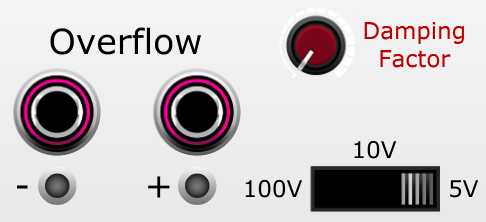 Overflow
Damping
Factor
- +
10V
100V 5V